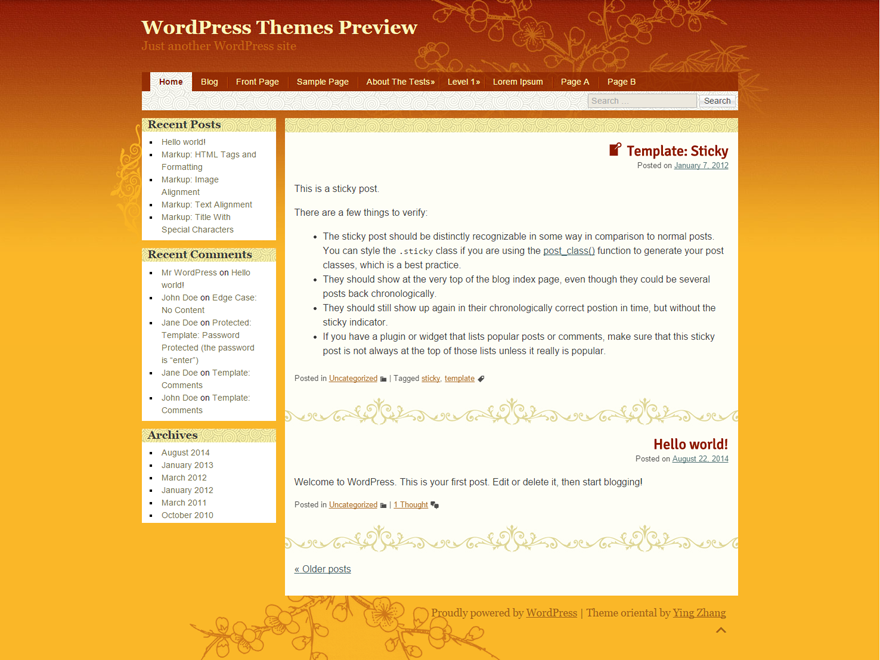 WordPress Themes Preview
Just another WordPress site
Home Blog Front Page Sample Page About The Tests» Level 1» Lorem Ipsum Page A Page B
Search … Search
Recent Posts
Hello world!
Markup: HTML Tags and
Formatting
Markup: Image
Alignment
Markup: Text Alignment
Markup: Title With
Special Characters
Recent Comments
Mr WordPress on Hello
world!
John Doe on Edge Case:
No Content
Jane Doe on Protected:
Template: Password
Protected (the password
is “enter”)
Jane Doe on Template:
Comments
John Doe on Template:
Comments
Archives
August 2014
January 2013
March 2012
January 2012
March 2011
October 2010
Template: Sticky
Posted on January 7, 2012
This is a sticky post.
There are a few things to verify:
The sticky post should be distinctly recognizable in some way in comparison to normal posts.
You can style the .sticky class if you are using the post_class() function to generate your post
classes, which is a best practice.
They should show at the very top of the blog index page, even though they could be several
posts back chronologically.
They should still show up again in their chronologically correct postion in time, but without the
sticky indicator.
If you have a plugin or widget that lists popular posts or comments, make sure that this sticky
post is not always at the top of those lists unless it really is popular.
Posted in Uncategorized | Tagged sticky, template
Hello world!
Posted on August 22, 2014
Welcome to WordPress. This is your first post. Edit or delete it, then start blogging!
Posted in Uncategorized | 1 Thought
« Older posts
Proudly powered by WordPress | Theme oriental by Ying Zhang